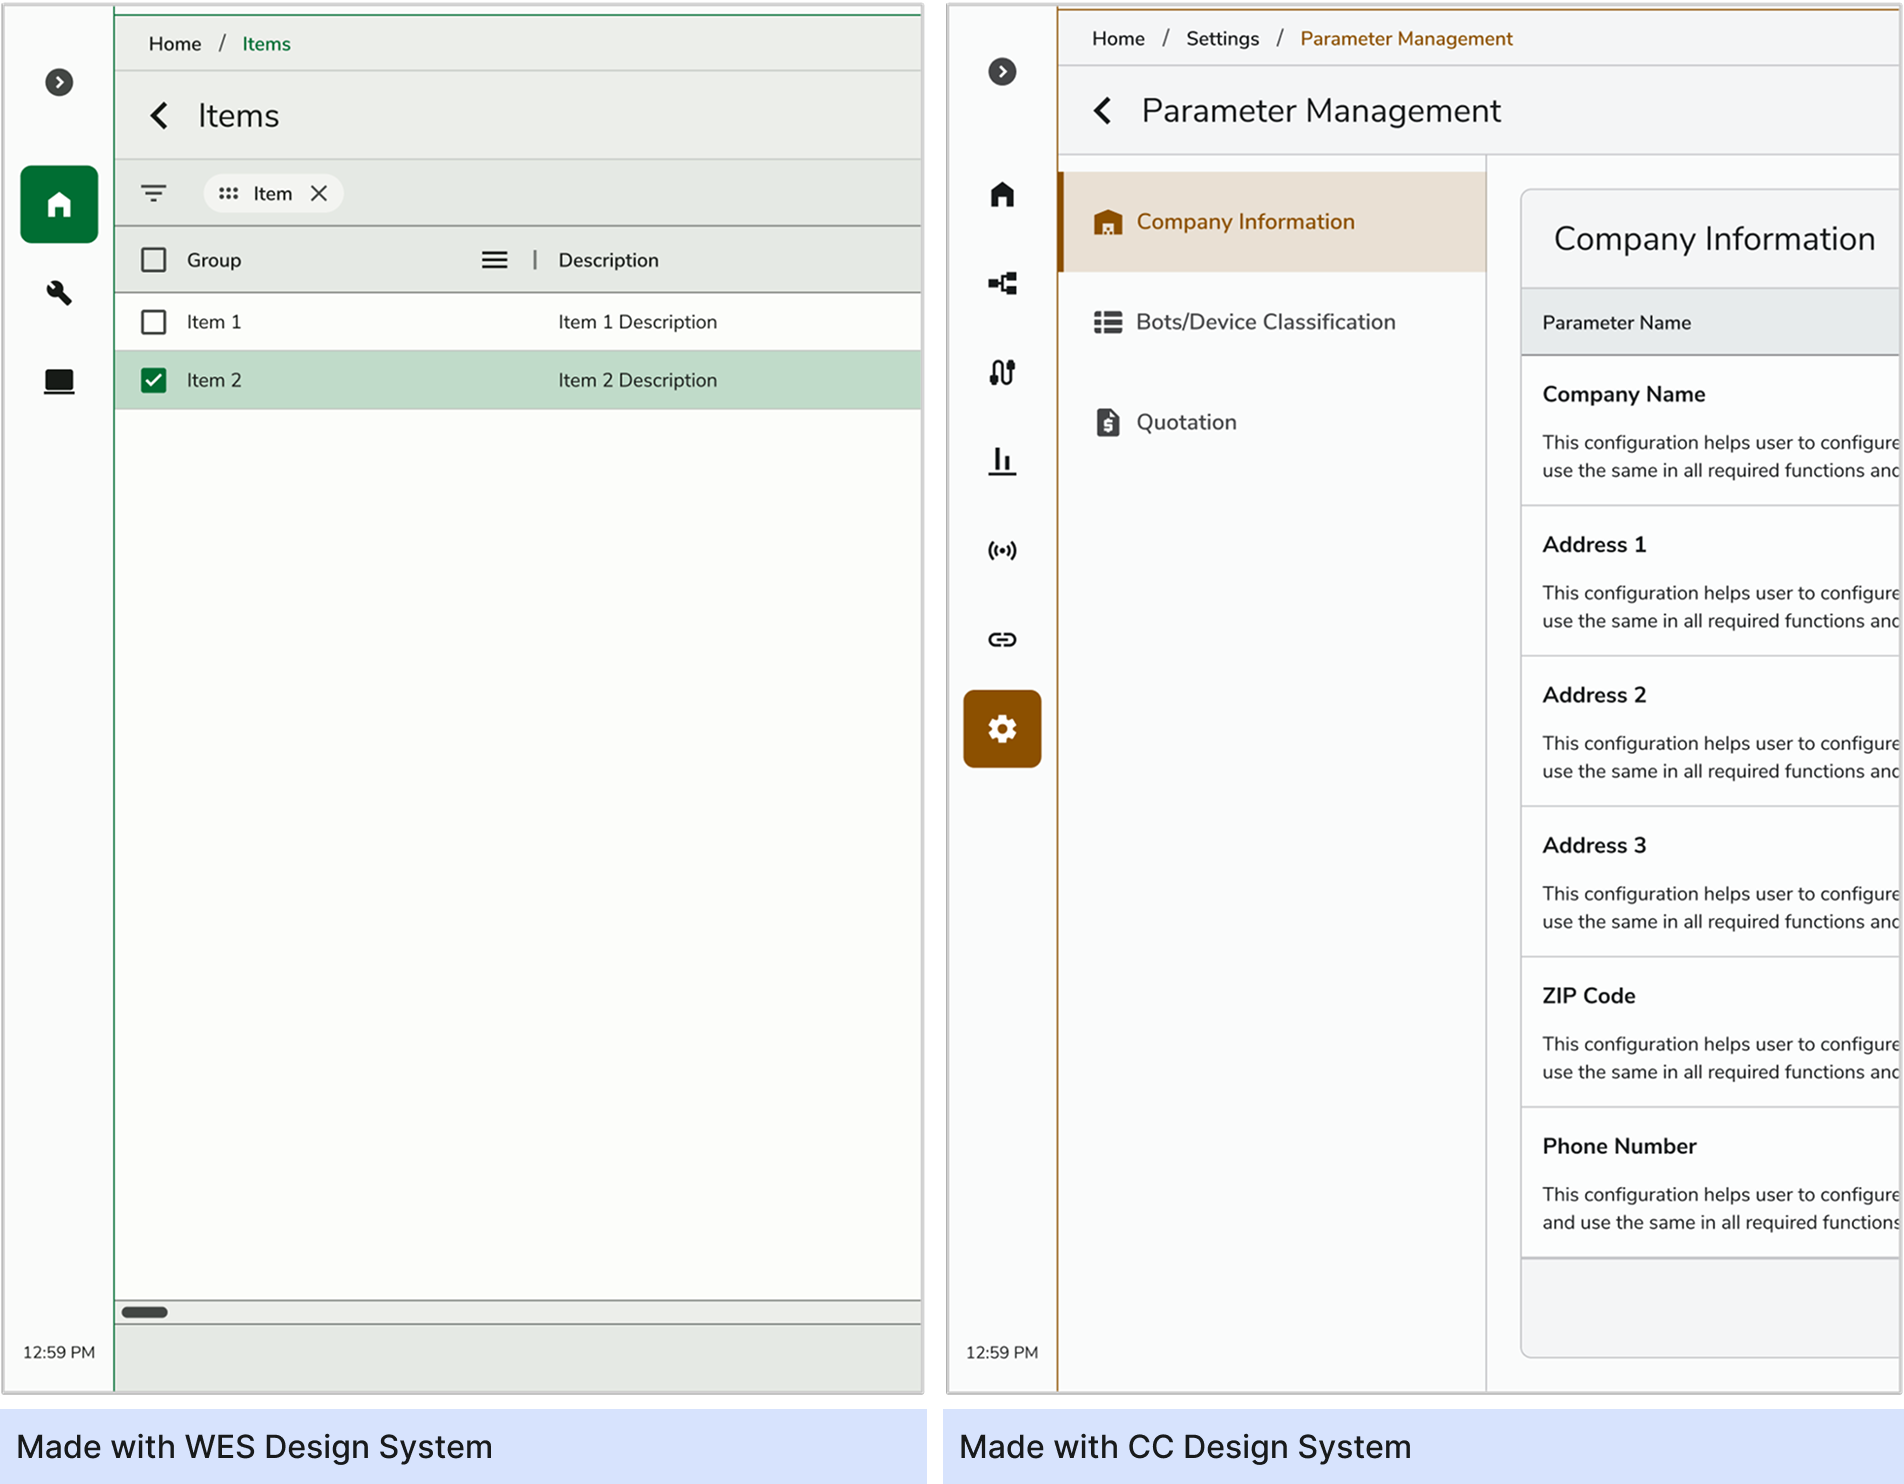 Home / Items
Items
Item
Group
Description
Item 1
Item 1 Description
Item 2
Item 2 Description
12:59 PM
Made with WES Design System
Home / Settings / Parameter Management
Parameter Management
Company Information
Bots/Device Classification
Quotation
Company Information
Parameter Name
Company Name
This configuration helps user to configure
use the same in all required functions and
Address 1
This configuration helps user to configure
use the same in all required functions and
Address 2
This configuration helps user to configure
use the same in all required functions and
Address 3
This configuration helps user to configure
use the same in all required functions and
ZIP Code
This configuration helps user to configure
use the same in all required functions and
Phone Number
This configuration helps user to configure
and use the same in all required functions
12:59 PM
Made with CC Design System